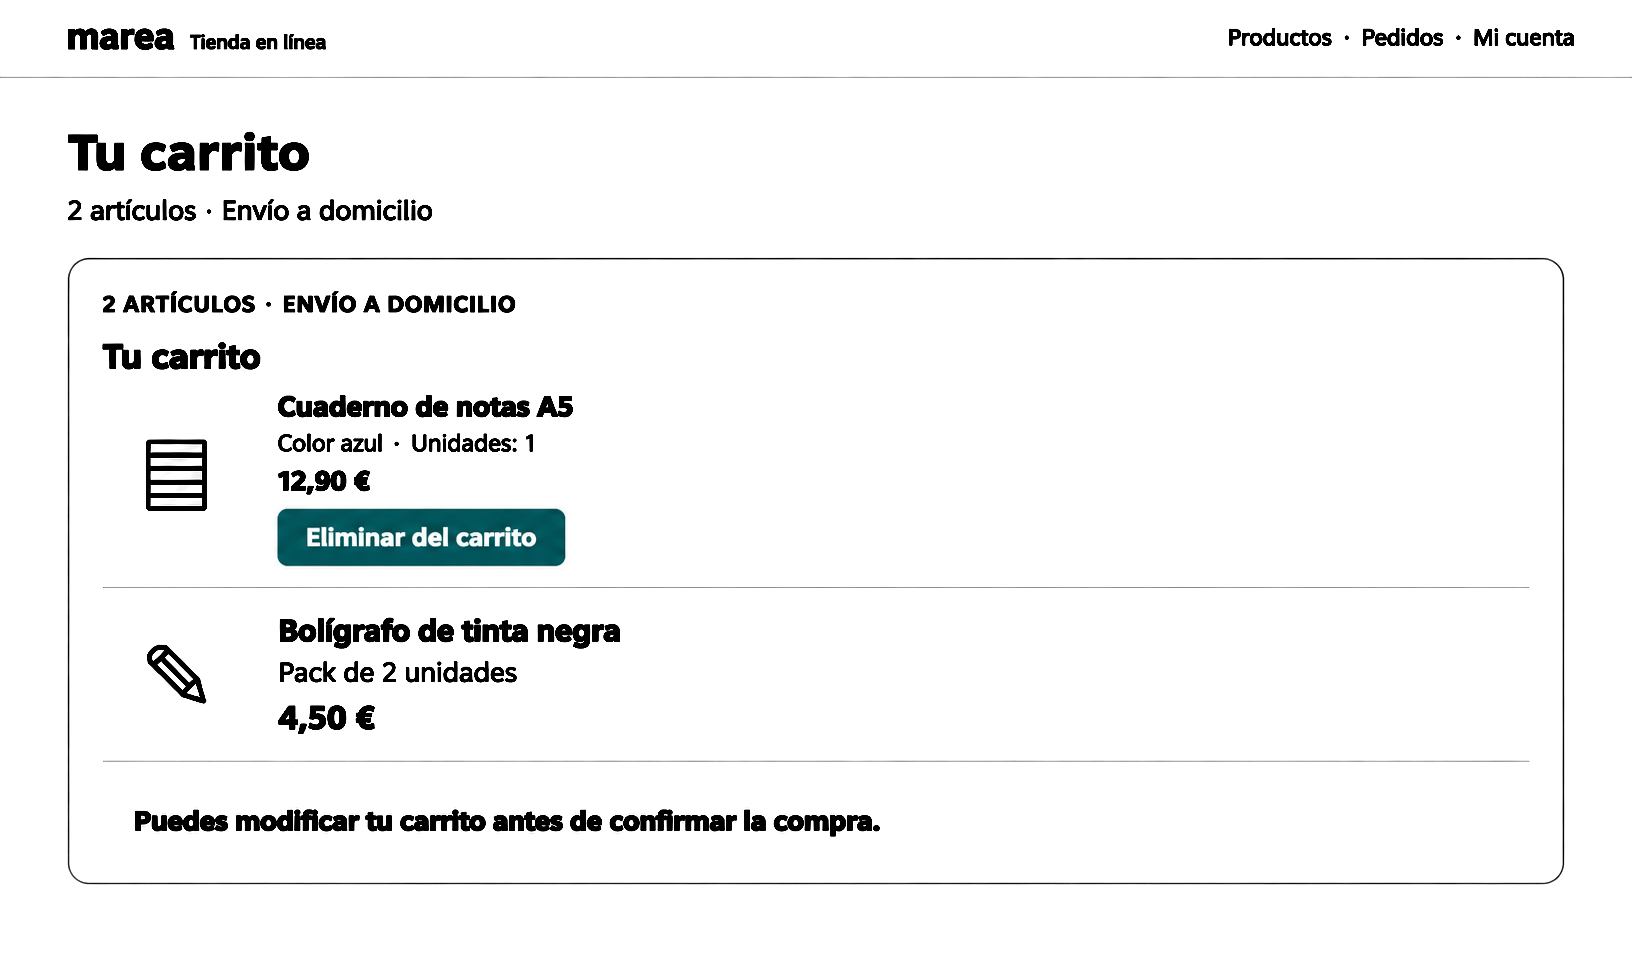 marea Tienda en línea
Productos · Pedidos · Mi cuenta
Tu carrito
2 artículos · Envío a domicilio
2 ARTÍCULOS · ENVÍO A DOMICILIO
Tu carrito
Cuaderno de notas A5
Color azul · Unidades: 1
12,90 €
Eliminar del carrito
Bolígrafo de tinta negra
Pack de 2 unidades
4,50 €
Puedes modificar tu carrito antes de confirmar la compra.